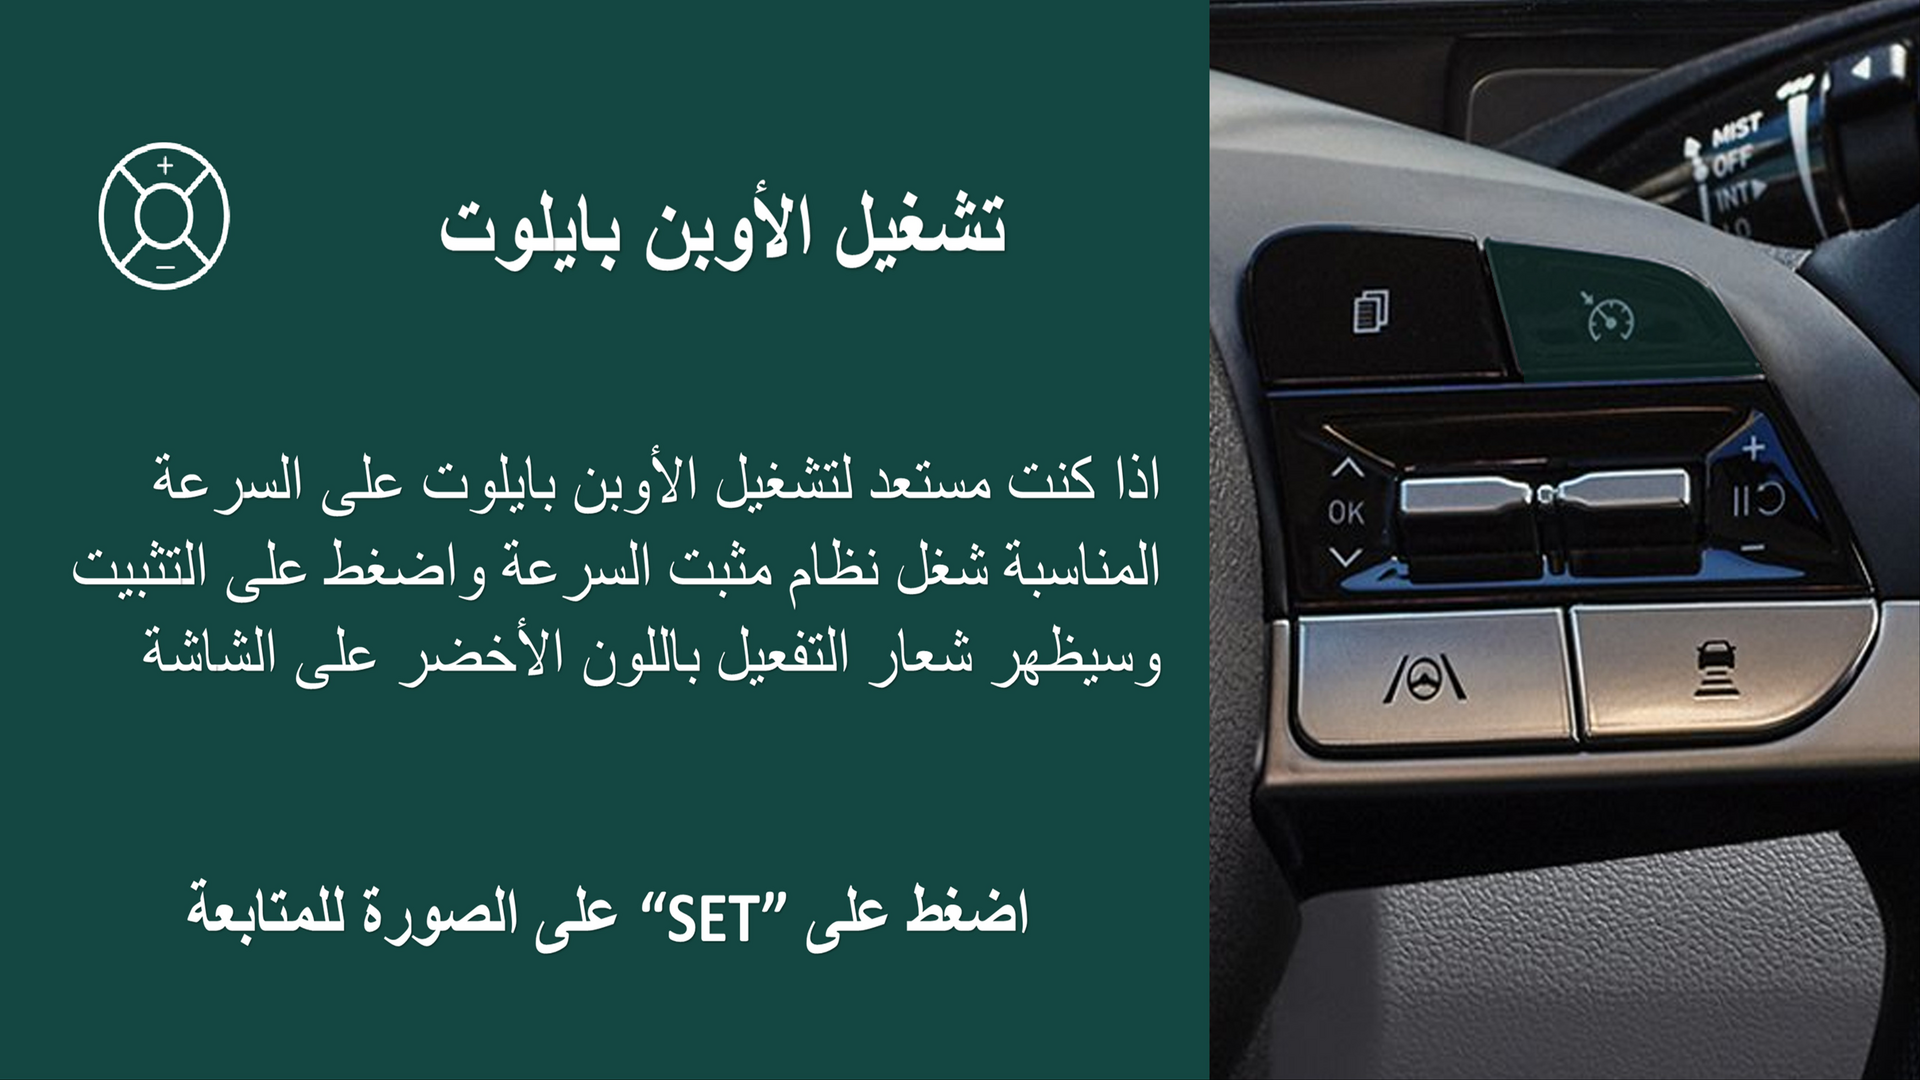 تشغيل الأوبن بايلوت
اذا كنت مستعد لتشغيل الأوبن بايلوت على السرعة
المناسبة شغل نظام مثبت السرعة واضغط على التثبيت
وسيظهر شعار التفعيل باللون الأخضر على الشاشة
اضغط على “SET” على الصورة للمتابعة
MIST
OFF
INT
OK